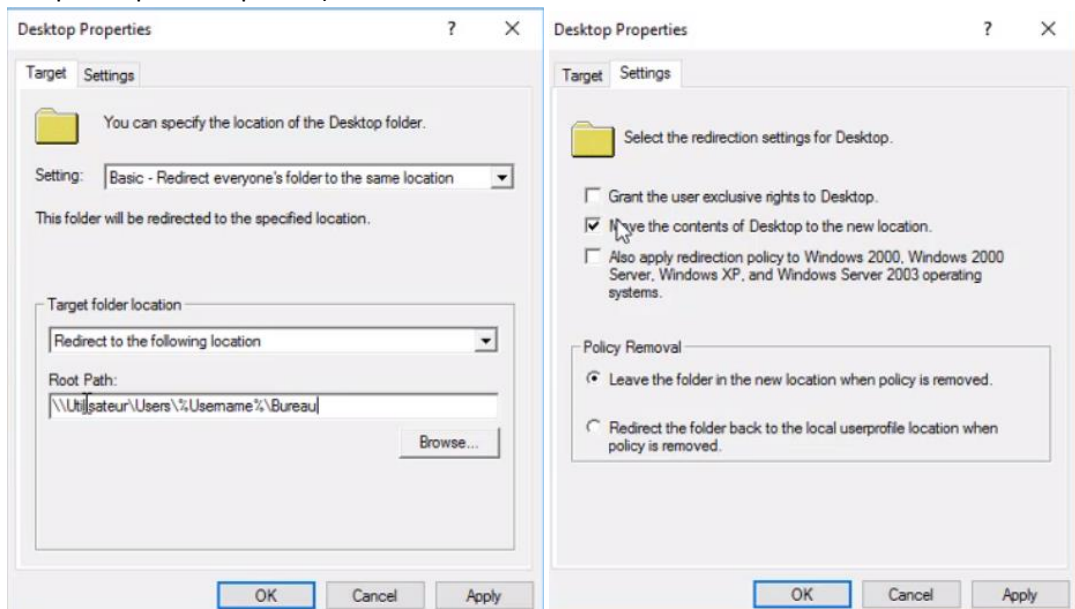 Desktop Properties
? ×
Target Settings
You can specify the location of the Desktop folder.
Setting: Basic - Redirect everyone's folder to the same location
This folder will be redirected to the specified location.
Target folder location
Redirect to the following location
Root Path:
\\Utilisateur\Users\%Username%\Bureau
Browse...
OK Cancel Apply
Desktop Properties
? ×
Target Settings
Select the redirection settings for Desktop.
Grant the user exclusive rights to Desktop.
Move the contents of Desktop to the new location.
Also apply redirection policy to Windows 2000, Windows 2000
Server, Windows XP, and Windows Server 2003 operating
systems.
Policy Removal
Leave the folder in the new location when policy is removed.
Redirect the folder back to the local userprofile location when
policy is removed.
OK Cancel Apply